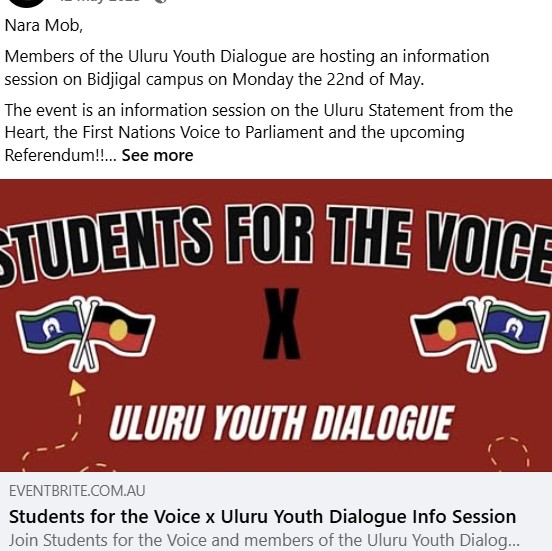 Nara Mob,
Members of the Uluru Youth Dialogue are hosting an information
session on Bidjigal campus on Monday the 22nd of May.
The event is an information session on the Uluru Statement from the
Heart, the First Nations Voice to Parliament and the upcoming
Referendum!!... See more
STUDENTS FOR THE VOICE
X
ULURU YOUTH DIALOGUE
EVENTBRITE.COM.AU
Students for the Voice x Uluru Youth Dialogue Info Session
Join Students for the Voice and members of the Uluru Youth Dialog...